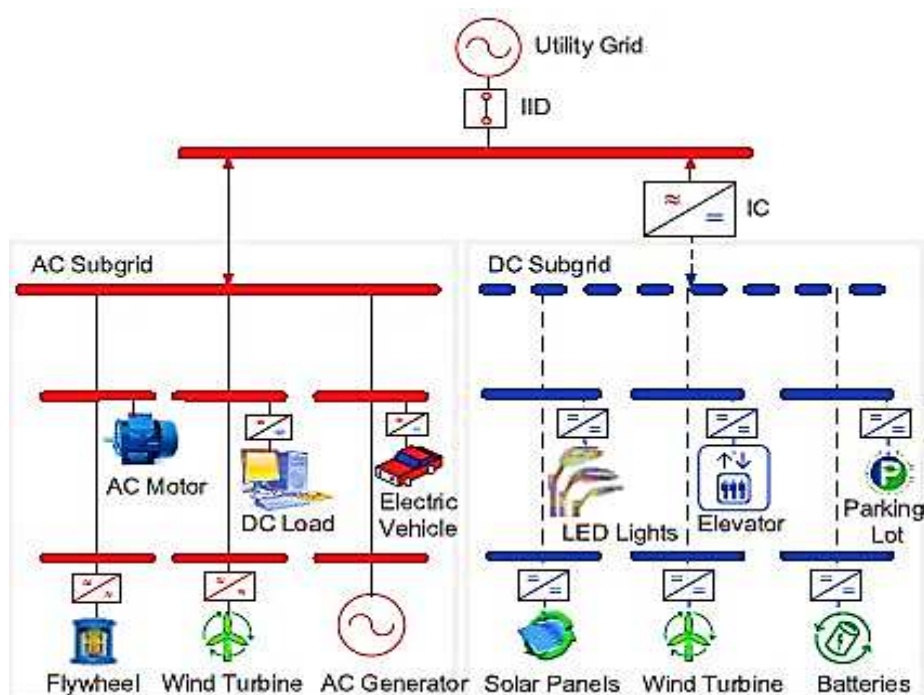 Utility Grid
IID
IC
AC Subgrid
DC Subgrid
AC Motor
DC Load
Electric
Vehicle
LED Lights
Elevator
Parking
Lot
Flywheel
Wind Turbine
AC Generator
Solar Panels
Wind Turbine
Batteries
P